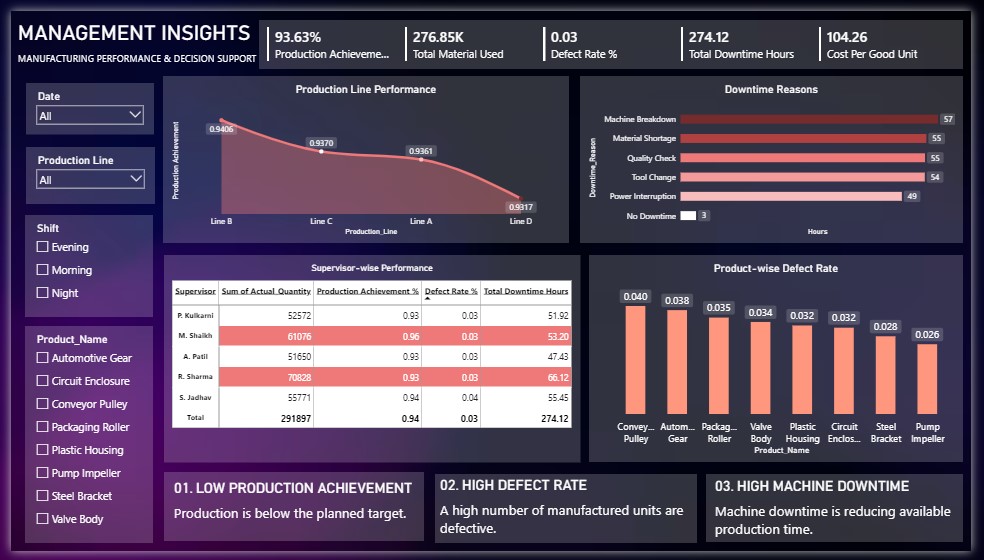 MANAGEMENT INSIGHTS
MANUFACTURING PERFORMANCE & DECISION SUPPORT
93.63%
Production Achieveme...
276.85K
Total Material Used
0.03
Defect Rate %
274.12
Total Downtime Hours
104.26
Cost Per Good Unit
Date
All
Production Line
All
Shift
Evening
Morning
Night
Product_Name
Automotive Gear
Circuit Enclosure
Conveyor Pulley
Packaging Roller
Plastic Housing
Pump Impeller
Steel Bracket
Valve Body
Production Line Performance
Production Achievement
0.9406
0.9370
0.9361
0.9317
Line B
Line C
Line A
Line D
Production_Line
Downtime Reasons
Downtime_Reason
Machine Breakdown 57
Material Shortage 55
Quality Check 55
Tool Change 54
Power Interruption 49
No Downtime 3
Hours
Supervisor-wise Performance
Supervisor Sum of Actual_Quantity Production Achievement % Defect Rate % Total Downtime Hours
P. Kulkarni 52572 0.93 0.03 51.92
M. Shaikh 61076 0.96 0.03 53.20
A. Patil 51650 0.93 0.03 47.43
R. Sharma 70828 0.93 0.03 66.12
S. Jadhav 55771 0.94 0.04 55.45
Total 291897 0.94 0.03 274.12
Product-wise Defect Rate
0.040
0.038
0.035
0.034
0.032
0.032
0.028
0.026
Convey... Pulley
Autom... Gear
Packag... Roller
Valve Body
Plastic Housing
Circuit Enclos...
Steel Bracket
Pump Impeller
Product_Name
01. LOW PRODUCTION ACHIEVEMENT
Production is below the planned target.
02. HIGH DEFECT RATE
A high number of manufactured units are
defective.
03. HIGH MACHINE DOWNTIME
Machine downtime is reducing available
production time.